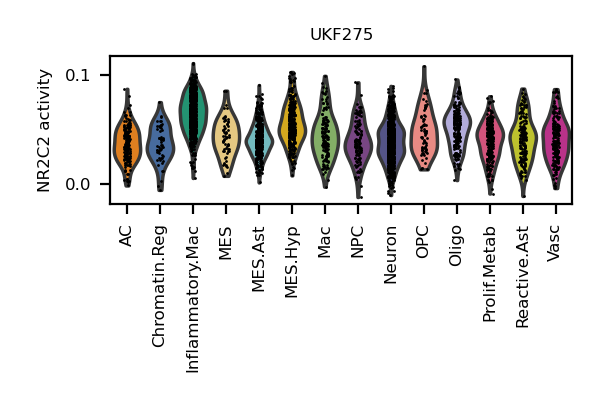 UKF275
NR2C2 activity
0.1
0.0
AC
Chromatin.Reg
Inflammatory.Mac
MES
MES.Ast
MES.Hyp
Mac
NPC
Neuron
OPC
Oligo
Prolif.Metab
Reactive.Ast
Vasc